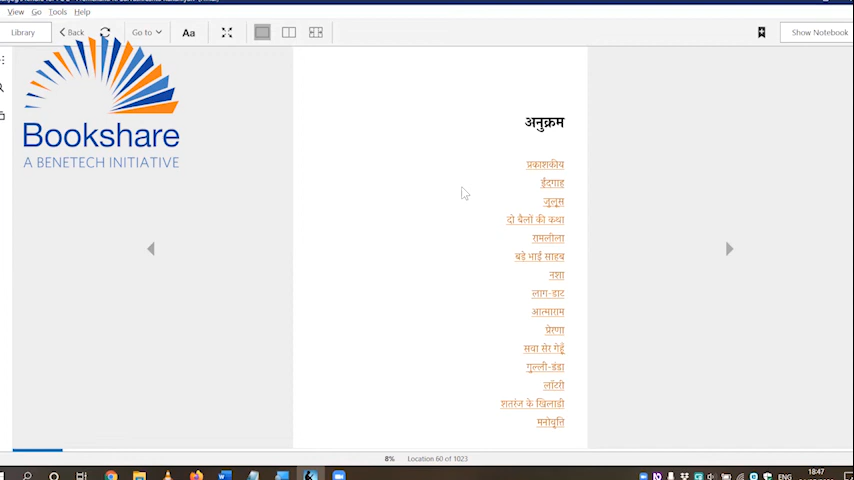 View Go Tools Help
Library Back Go to Aa Show Notebook
Bookshare
A BENETECH INITIATIVE
अनुक्रम
प्रकाशकीय
ईदगाह
जुलूस
दो बैलों की कथा
रामलीला
बड़े भाई साहब
नशा
लाग-डाट
आत्माराम
प्रेरणा
सवा सेर गेहूँ
गुल्ली-डंडा
लॉटरी
शतरंज के खिलाडी
मनोवृत्ति
8% Location 60 of 1023
ENG 18:47